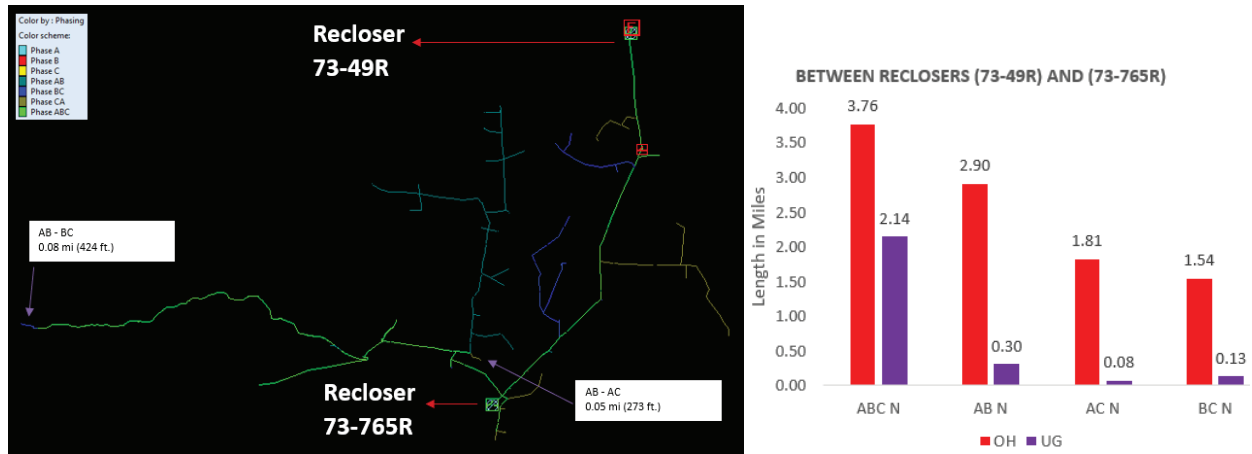 Color by : Phasing
Color scheme:
Phase A
Phase B
Phase C
Phase AB
Phase BC
Phase CA
Phase ABC
Recloser
73-49R
AB - BC
0.08 mi (424 ft.)
AB - AC
0.05 mi (273 ft.)
Recloser
73-765R
BETWEEN RECLOSERS (73-49R) AND (73-765R)
Length in Miles
4.00
3.50
3.00
2.50
2.00
1.50
1.00
0.50
0.00
3.76
2.14
2.90
0.30
1.81
0.08
1.54
0.13
ABC N
AB N
AC N
BC N
OH
UG